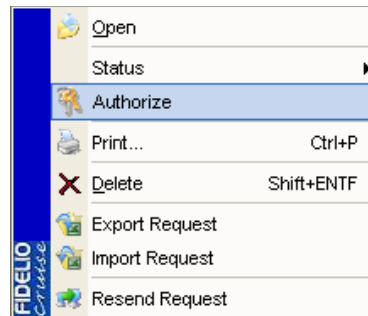 Open
Status
Authorize
Print... Ctrl+P
Delete Shift+ENTF
Export Request
Import Request
Resend Request
FIDELIO
Cruise